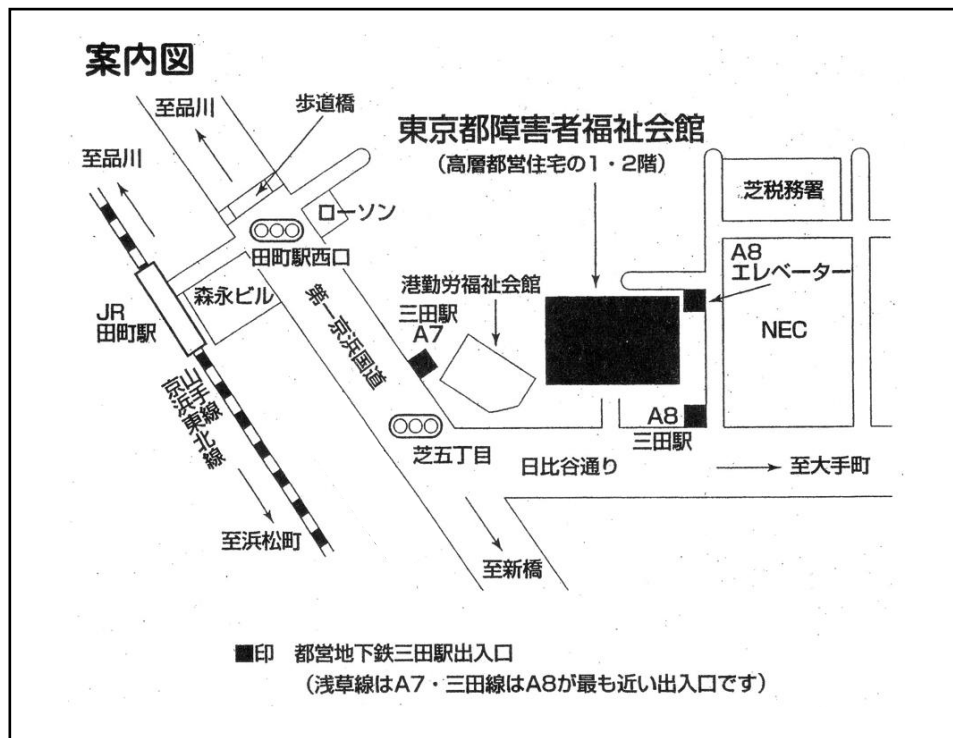 案内図
至品川
歩道橋
至品川
東京都障害者福祉会館
(高層都営住宅の1・2階)
芝税務署
ローソン
田町駅西口
A8
エレベーター
港勤労福祉会館
森永ビル
三田駅
A7
JR
田町駅
第一京浜国道
NEC
山手線
京浜東北線
A8
三田駅
芝五丁目
日比谷通り
至大手町
至浜松町
至新橋
■印 都営地下鉄三田駅出入口
(浅草線はA7・三田線はA8が最も近い出入口です)